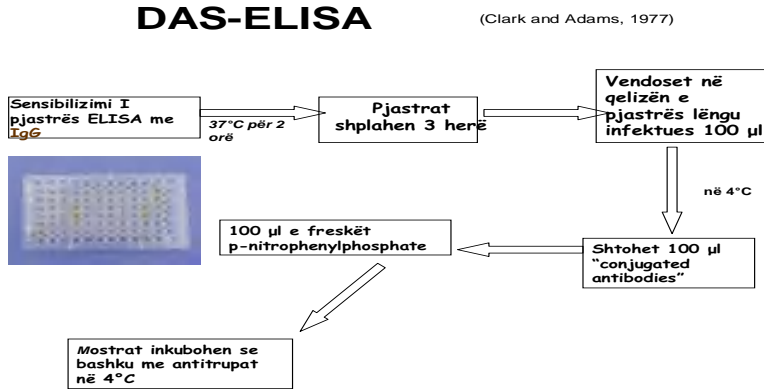 DAS-ELISA
(Clark and Adams, 1977)
Sensibilizimi I
pjastrës ELISA me
IgG
37°C për 2
orë
Pjastrat
shplahen 3 herë
Vendoset në
qelizën e
pjastrës lëngu
infektues 100 µl
në 4°C
Shtohet 100 µl
“conjugated
antibodies”
100 µl e freskët
p-nitrophenylphosphate
Mostrat inkubohen se
bashku me antitrupat
në 4°C